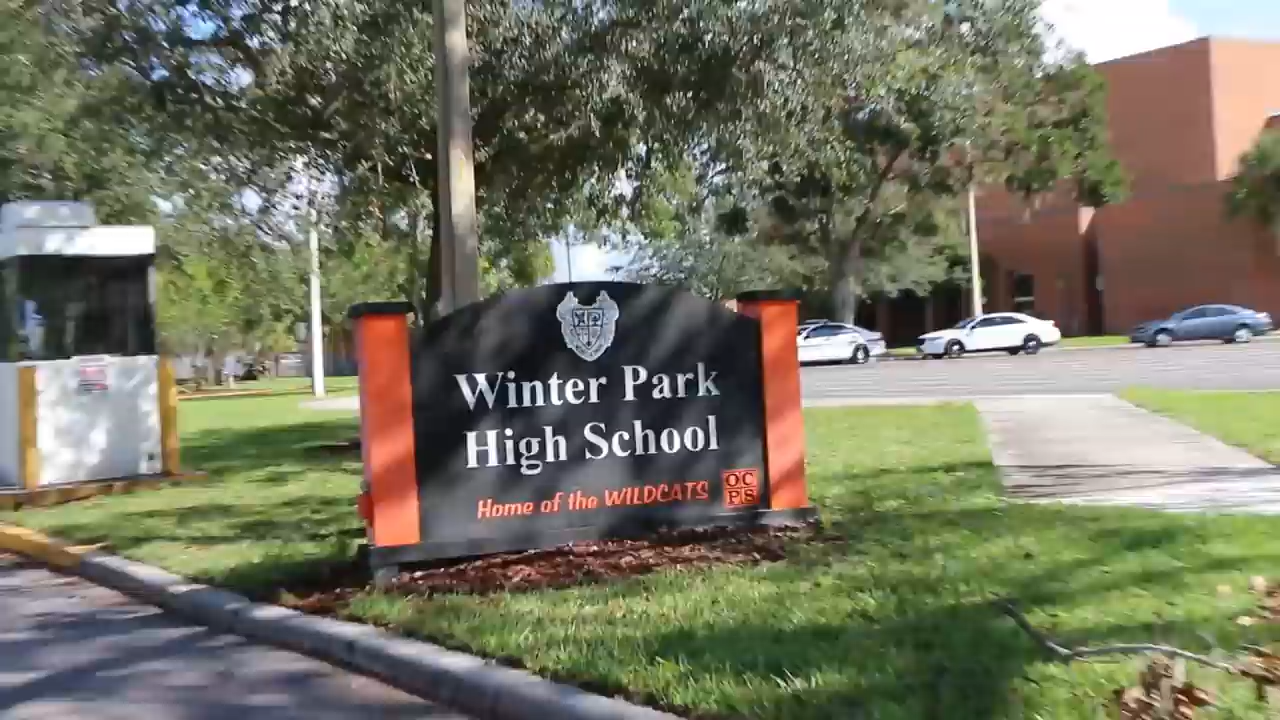 Winter Park
High School
Home of the WILDCATS
OC
PS